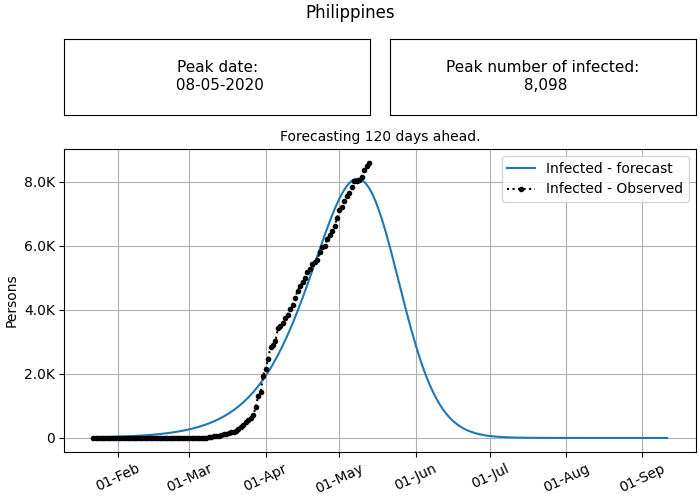 Philippines
Peak date:
08-05-2020
Peak number of infected:
8,098
Forecasting 120 days ahead.
Infected - forecast
Infected - Observed
8.0K
6.0K
4.0K
2.0K
0
Persons
01-Feb
01-Mar
01-Apr
01-May
01-Jun
01-Jul
01-Aug
01-Sep